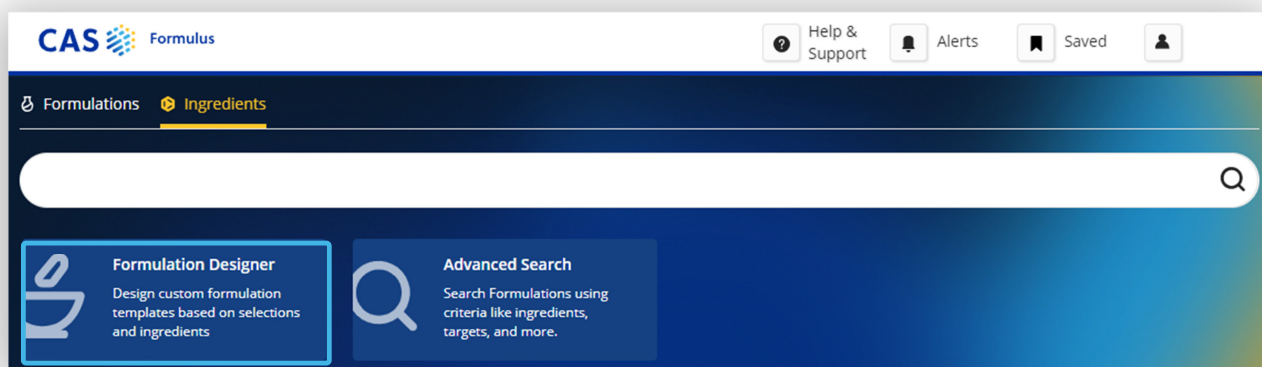 CAS Formulus
Help &
Support
Alerts
Saved
Formulations
Ingredients
Formulation Designer
Design custom formulation
templates based on selections
and ingredients
Advanced Search
Search Formulations using
criteria like ingredients,
targets, and more.